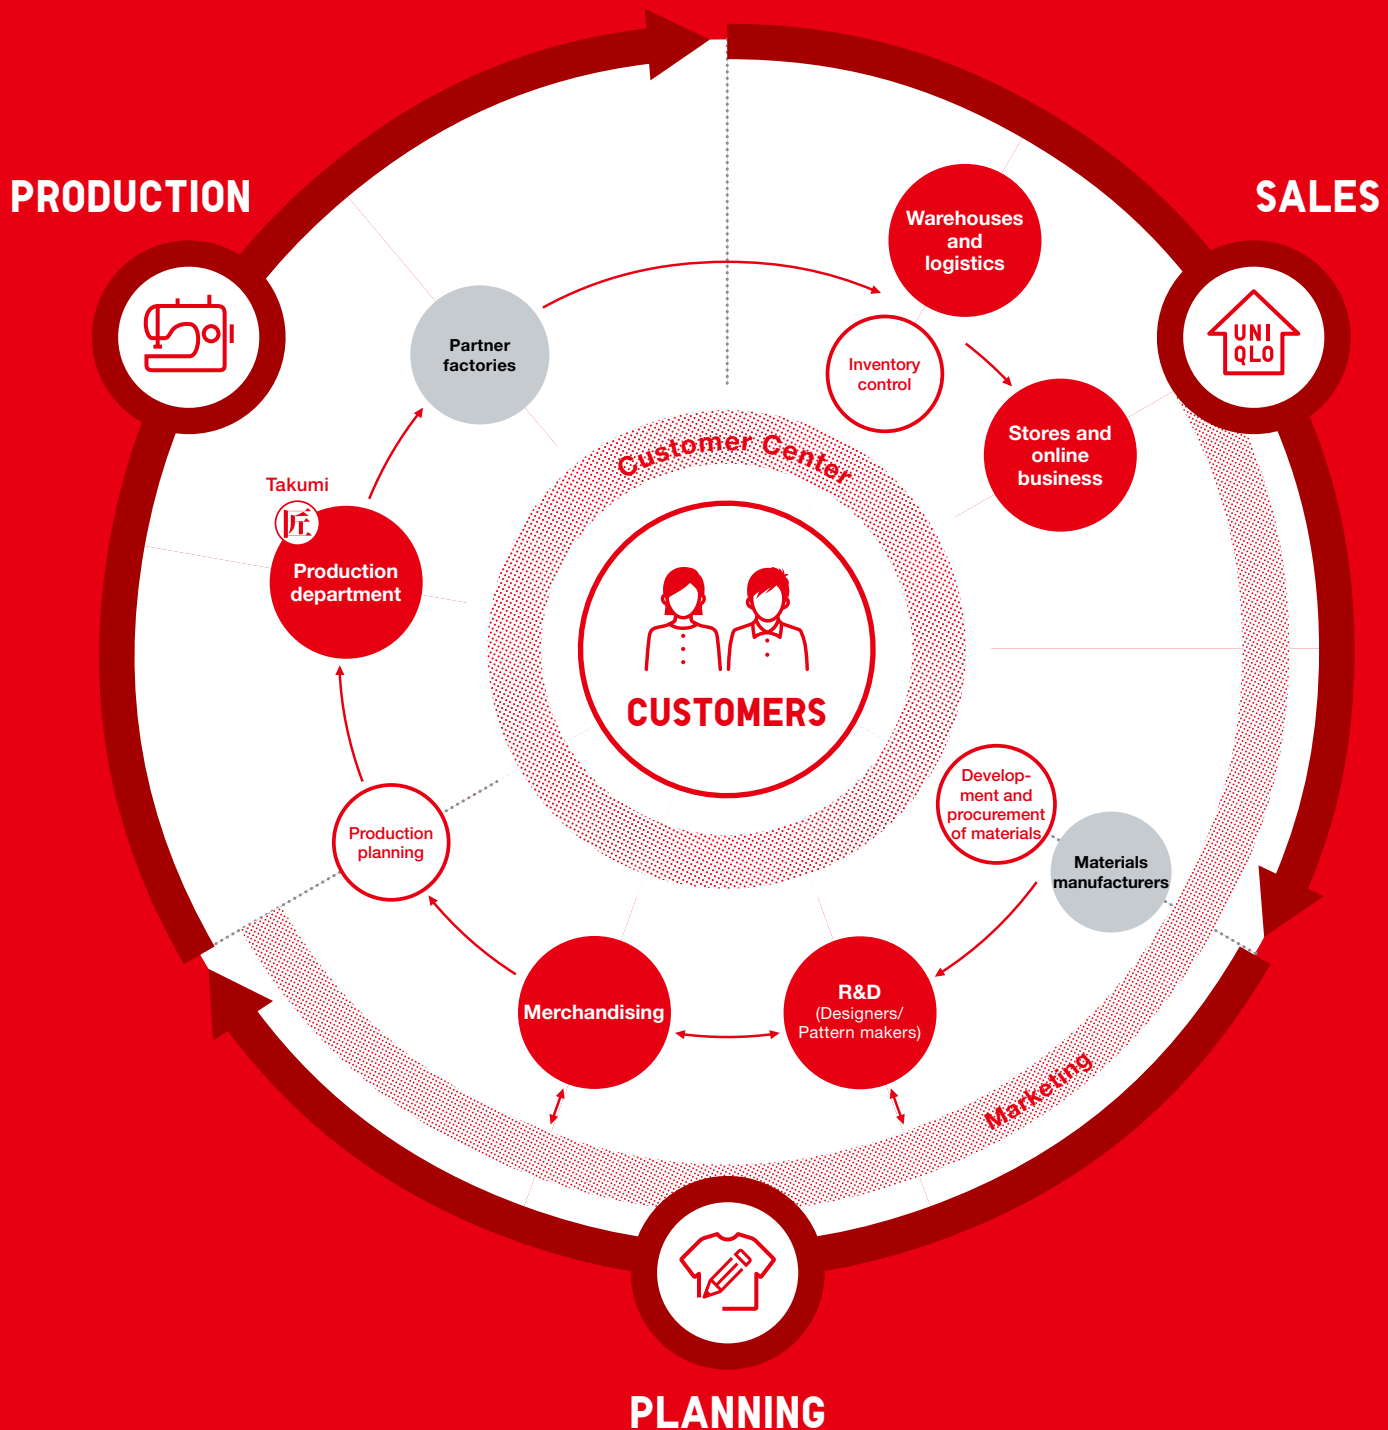 PRODUCTION
SALES
Warehouses
and
logistics
UNI
QLO
Partner
factories
Inventory
control
Stores and
online
business
Customer Center
Takumi
匠
Production
department
CUSTOMERS
Develop-
ment and
procurement
of materials
Production
planning
Materials
manufacturers
Merchandising
R&D
(Designers/
Pattern makers)
Marketing
PLANNING